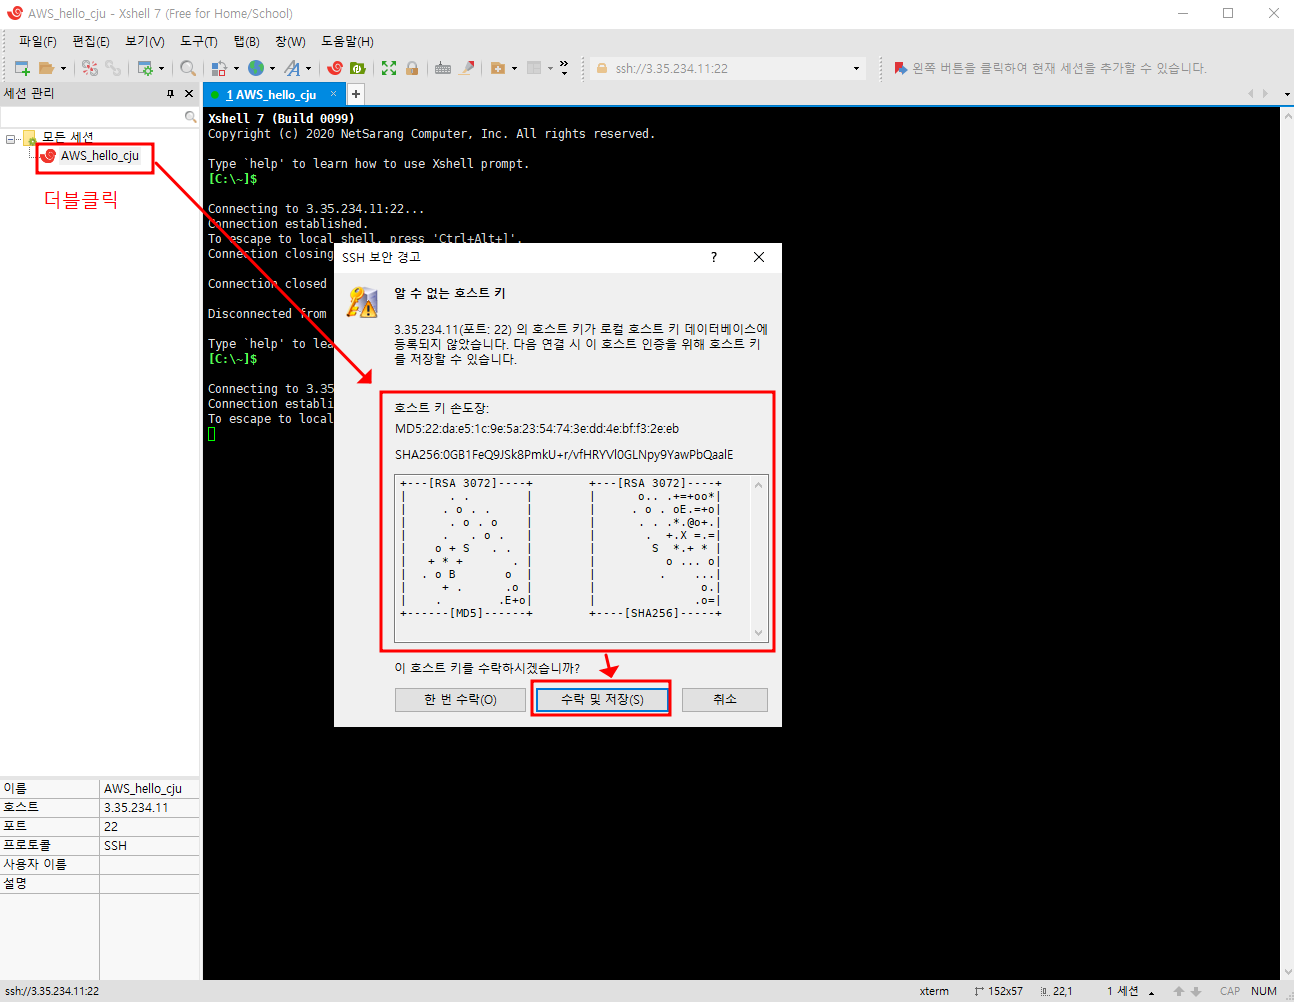 AWS_hello_cju - Xshell 7 (Free for Home/School)
파일(F) 편집(E) 보기(V) 도구(T) 탭(B) 창(W) 도움말(H)
ssh://3.35.234.11:22
왼쪽 버튼을 클릭하여 현재 세션을 추가할 수 있습니다.
세션 관리
1 AWS_hello_cju
모든 세션
AWS_hello_cju
더블클릭
Xshell 7 (Build 0099)
Copyright (c) 2020 NetSarang Computer, Inc. All rights reserved.
Type `help' to learn how to use Xshell prompt.
[C:\~]$
Connecting to 3.35.234.11:22...
Connection established.
To escape to local shell, press 'Ctrl+Alt+]'.
Connection closing
Connection closed
Disconnected from
Type `help' to lea
[C:\~]$
Connecting to 3.35
Connection establi
To escape to local
SSH 보안 경고
?
알 수 없는 호스트 키
3.35.234.11(포트: 22) 의 호스트 키가 로컬 호스트 키 데이터베이스에
등록되지 않았습니다. 다음 연결 시 이 호스트 인증을 위해 호스트 키
를 저장할 수 있습니다.
호스트 키 손도장:
MD5:22:da:e5:1c:9e:5a:23:54:74:3e:dd:4e:bf:f3:2e:eb
SHA256:0GB1FeQ9JSk8PmkU+r/vfHRYVl0GLNpy9YawPbQaalE
+---[RSA 3072]----+        +---[RSA 3072]----+
|      . .        |        |      o.. .+=+oo*|
|     . o . .     |        |     . o . oE.=+o|
|      . o . o    |        |      . . .*.@o+.|
|     .   . o .   |        |       .  +.X =.=|
|    o + S   . .  |        |        S  *.+ * |
|   + * +       . |        |          o ... o|
|  . o B       o  |        |         .    ...|
|     + .      .o |        |               o.|
|    .        .E+o|        |              .o=|
+------[MD5]------+        +----[SHA256]-----+
이 호스트 키를 수락하시겠습니까?
한 번 수락(O) 수락 및 저장(S) 취소
이름 AWS_hello_cju
호스트 3.35.234.11
포트 22
프로토콜 SSH
사용자 이름
설명
ssh://3.35.234.11:22 xterm 152x57 22,1 1 세션 CAP NUM